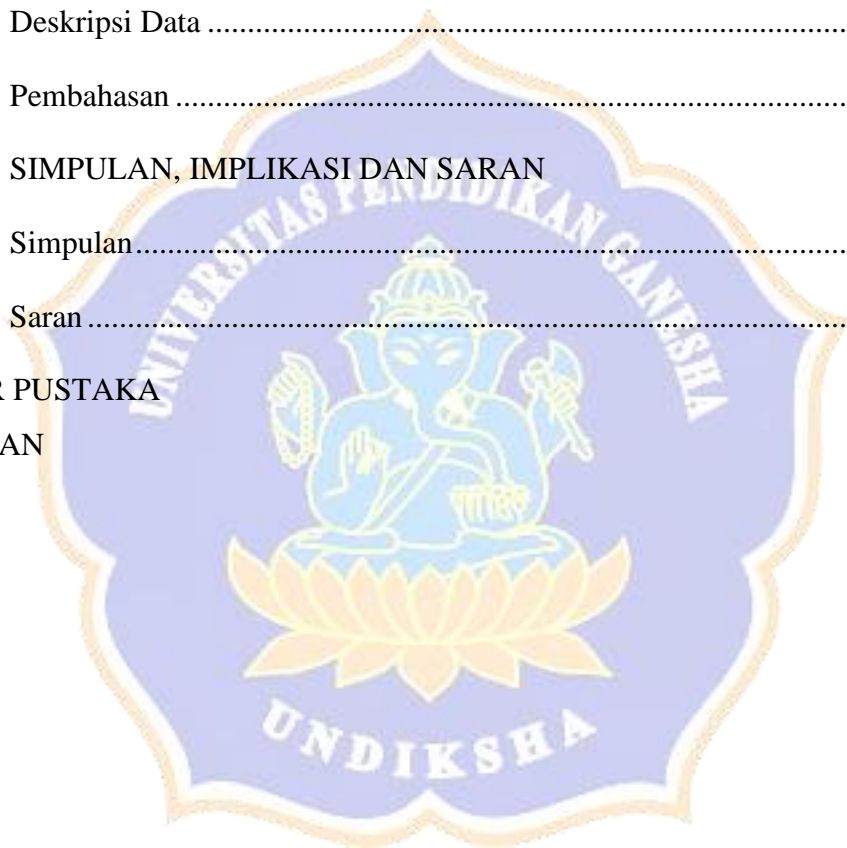 Deskripsi Data ....................................................................................
Pembahasan ........................................................................................
SIMPULAN, IMPLIKASI DAN SARAN
Simpulan.............................................................................................
Saran ...................................................................................................
R PUSTAKA
AN
UNIVERSITAS PENDIDIKAN GANESHA
UNDIKSHA